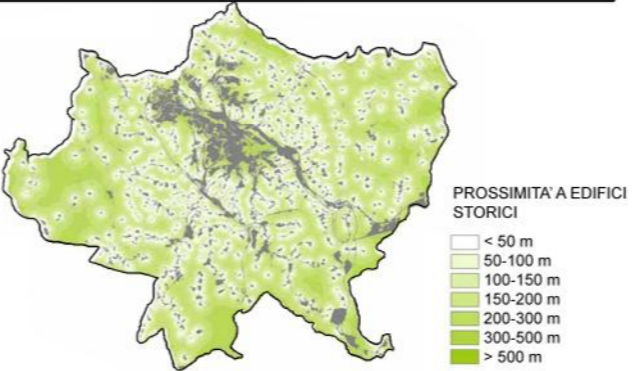 PROSSIMITA' A EDIFICI
STORICI
< 50 m
50-100 m
100-150 m
150-200 m
200-300 m
300-500 m
> 500 m